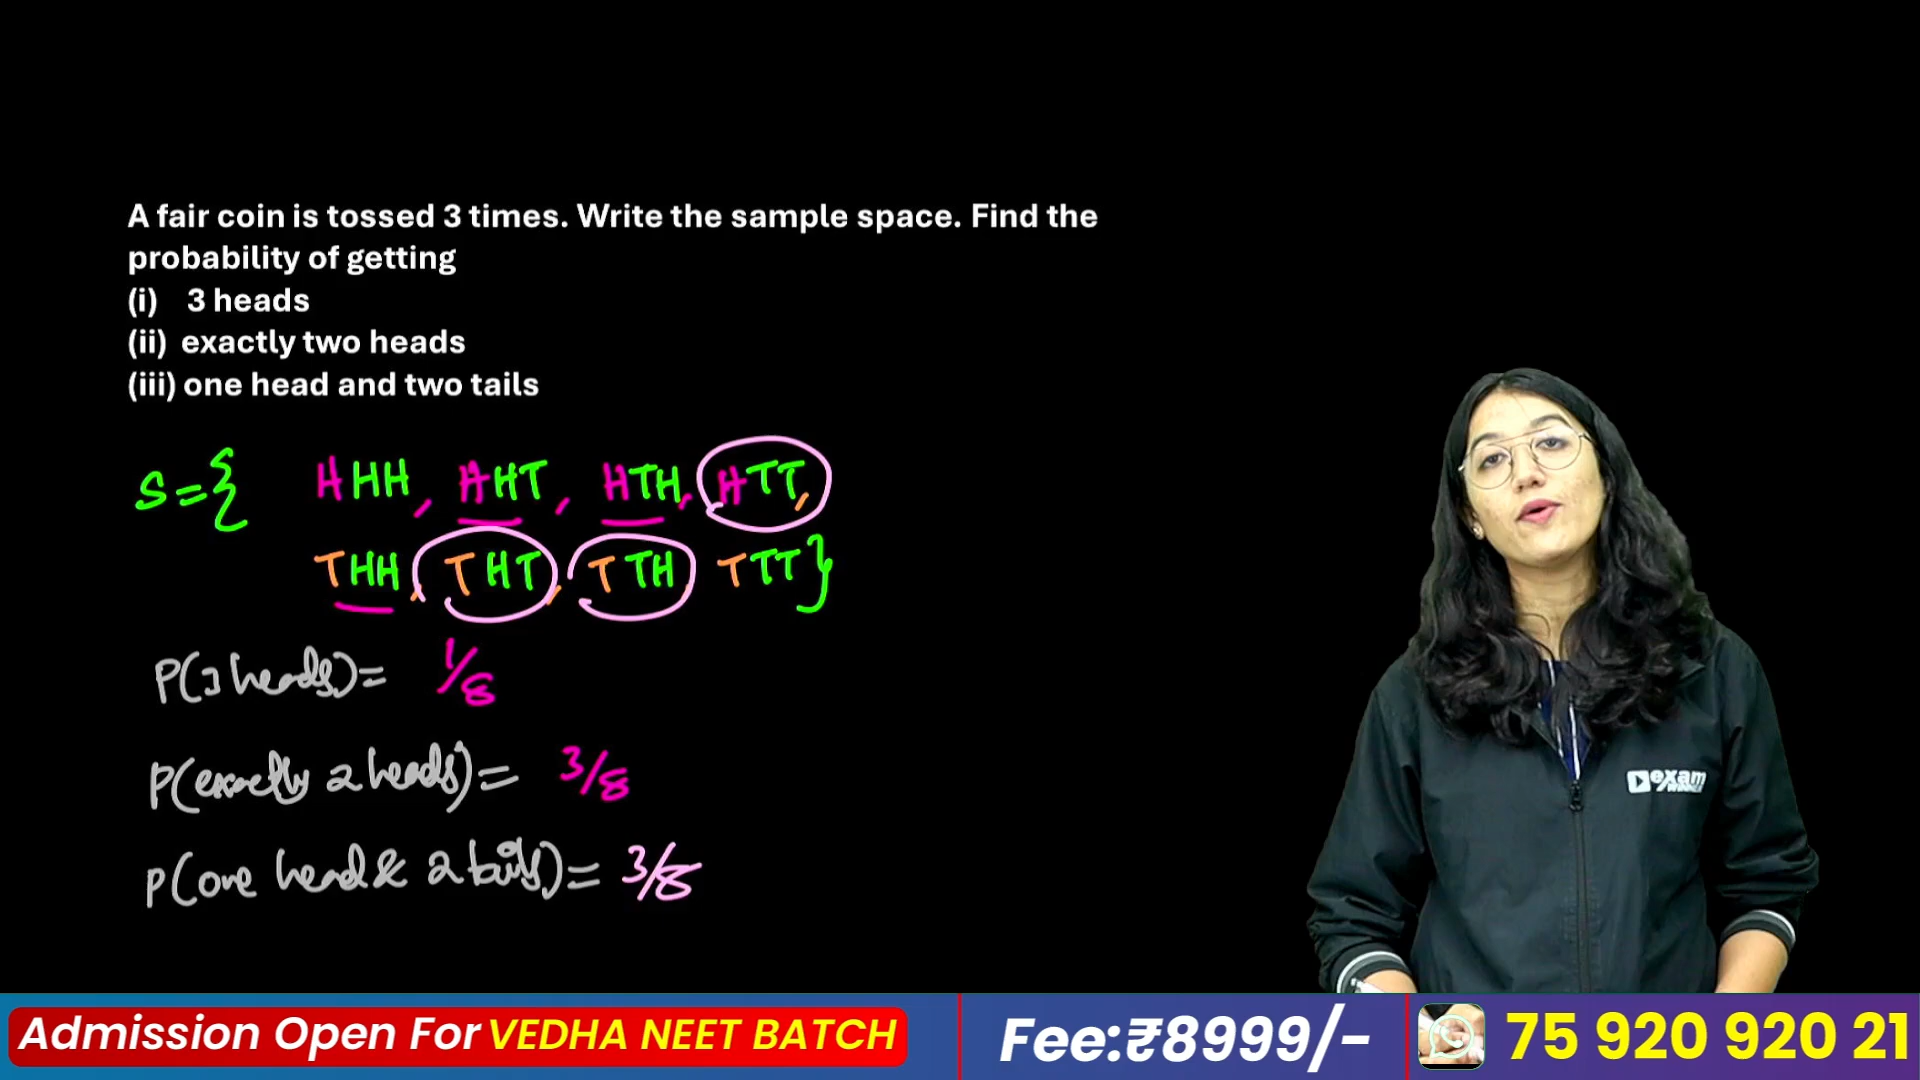 A fair coin is tossed 3 times. Write the sample space. Find the
probability of getting
(i) 3 heads
(ii) exactly two heads
(iii) one head and two tails
S={ HHH, HHT, HTH, HTT,
THH, THT, TTH TTT}
P(3 heads)= 1/8
P(exactly 2 heads)= 3/8
P(one head & 2 tails)= 3/8
exam
Admission Open For VEDHA NEET BATCH
Fee:₹8999/-
75 920 920 21